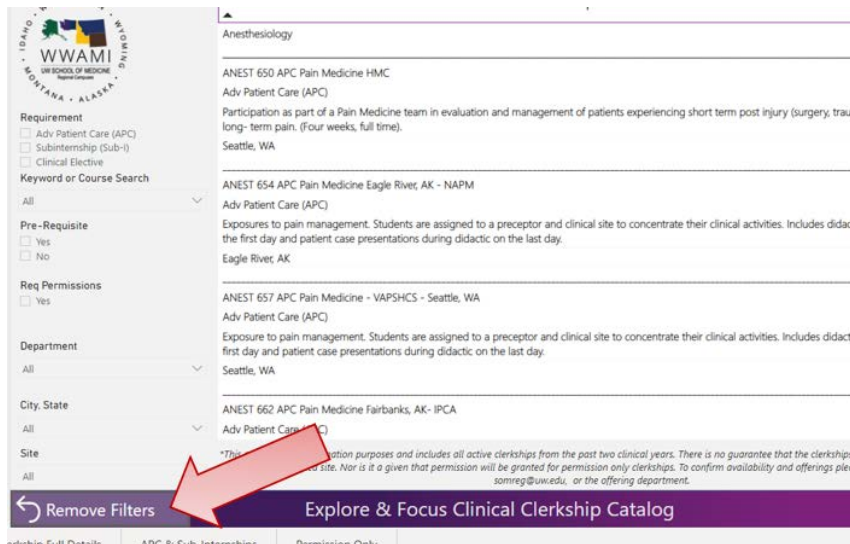 IDAHO · WYOMING
WWAMI
UW SCHOOL OF MEDICINE
Regional Campuses
MONTANA · ALASKA
Requirement
Adv Patient Care (APC)
Subinternship (Sub-I)
Clinical Elective
Keyword or Course Search
All
Pre-Requisite
Yes
No
Req Permissions
Yes
Department
All
City, State
All
Site
All
Remove Filters
Anesthesiology
ANEST 650 APC Pain Medicine HMC
Adv Patient Care (APC)
Participation as part of a Pain Medicine team in evaluation and management of patients experiencing short term post injury (surgery,
long- term pain. (Four weeks, full time).
Seattle, WA
ANEST 654 APC Pain Medicine Eagle River, AK - NAPM
Adv Patient Care (APC)
Exposures to pain management. Students are assigned to a preceptor and clinical site to concentrate their clinical activities. Includes
the first day and patient case presentations during didactic on the last day.
Eagle River, AK
ANEST 657 APC Pain Medicine - VAPSHCS - Seattle, WA
Adv Patient Care (APC)
Exposure to pain management. Students are assigned to a preceptor and clinical site to concentrate their clinical activities. Includes
first day and patient case presentations during didactic on the last day.
Seattle, WA
ANEST 662 APC Pain Medicine Fairbanks, AK- IPCA
Adv Patient Care (APC)
*This purposes and includes all active clerkships from the past two clinical years. There is no guarantee that the clerkships
site. Nor is it a given that permission will be granted for permission only clerkships. To confirm availability and offerings
somreg@uw.edu, or the offering department.
Explore & Focus Clinical Clerkship Catalog
Full Details APC & Sub-Internships Permission Only